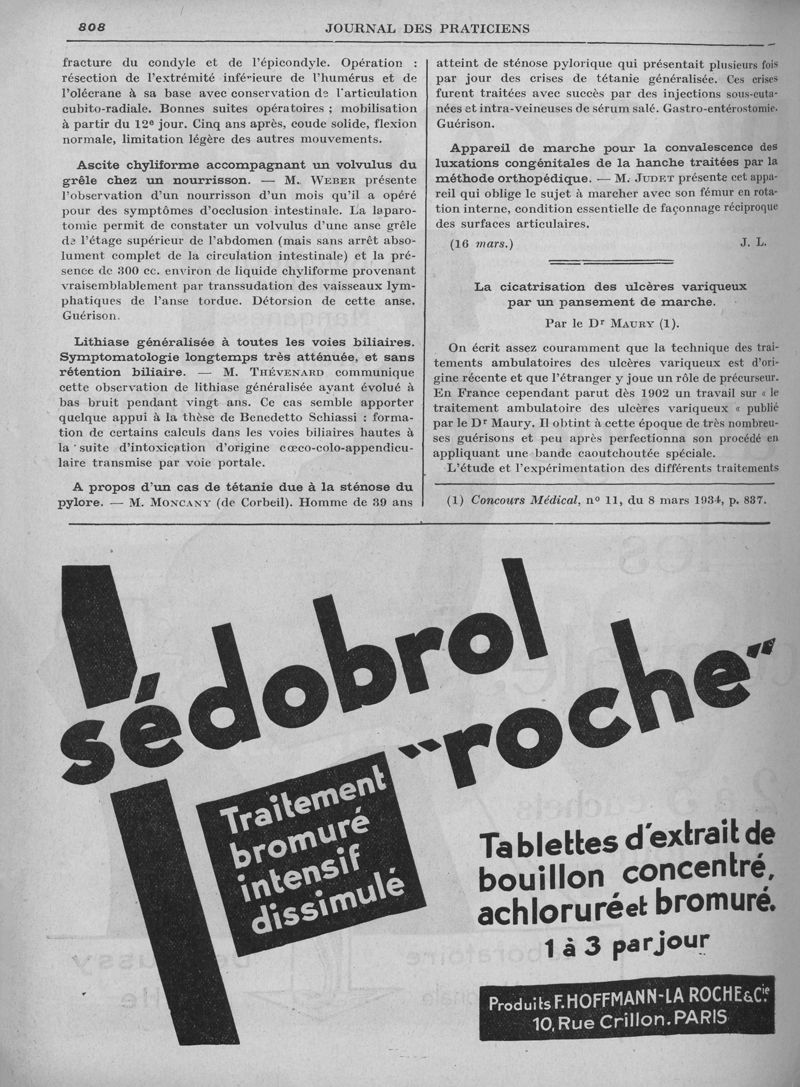 808
JOURNAL DES PRATICIENS
fracture du condyle et de l'épicondyle. Opération :
résection de l'extrémité inférieure de l'humérus et de
l'olécrane à sa base avec conservation de l'articulation
cubito-radiale. Bonnes suites opératoires ; mobilisation
à partir du 12e jour. Cinq ans après, coude solide, flexion
normale, limitation légère des autres mouvements.
Ascite chyliforme accompagnant un volvulus du
grêle chez un nourrisson. — M. WEBER présente
l'observation d'un nourrisson d'un mois qu'il a opéré
pour des symptômes d'occlusion intestinale. La laparo-
tomie permit de constater un volvulus d'une anse grêle
de l'étage supérieur de l'abdomen (mais sans arrêt abso-
lument complet de la circulation intestinale) et la pré-
sence de 300 cc. environ de liquide chyliforme provenant
vraisemblablement par transsudation des vaisseaux lym-
phatiques de l'anse tordue. Détorsion de cette anse.
Guérison.
Lithiase généralisée à toutes les voies biliaires.
Symptomatologie longtemps très atténuée, et sans
rétention biliaire. — M. THÉVENARD communique
cette observation de lithiase généralisée ayant évolué à
bas bruit pendant vingt ans. Ce cas semble apporter
quelque appui à la thèse de Benedetto Schiassi : forma-
tion de certains calculs dans les voies biliaires hautes à
la suite d'intoxication d'origine cœco-colo-appendicu-
laire transmise par voie portale.
A propos d'un cas de tétanie due à la sténose du
pylore. — M. MONCANY (de Corbeil). Homme de 39 ans
atteint de sténose pylorique qui présentait plusieurs fois
par jour des crises de tétanie généralisée. Ces crises
furent traitées avec succès par des injections sous-cuta-
nées et intra-veineuses de sérum salé. Gastro-entérostomie.
Guérison.
Appareil de marche pour la convalescence des
luxations congénitales de la hanche traitées par la
méthode orthopédique. — M. JUDET présente cet appa-
reil qui oblige le sujet à marcher avec son fémur en rota-
tion interne, condition essentielle de façonnage réciproque
des surfaces articulaires.
(16 mars.) J. L.
La cicatrisation des ulcères variqueux
par un pansement de marche.
Par le Dr MAURY (1).
On écrit assez couramment que la technique des trai-
tements ambulatoires des ulcères variqueux est d'ori-
gine récente et que l'étranger y joue un rôle de précurseur.
En France cependant parut dès 1902 un travail sur « le
traitement ambulatoire des ulcères variqueux « publié
par le Dr Maury. Il obtint à cette époque de très nombreu-
ses guérisons et peu après perfectionna son procédé en
appliquant une bande caoutchoutée spéciale.
L'étude et l'expérimentation des différents traitements
(1) Concours Médical, no 11, du 8 mars 1934, p. 837.
sédobrol
"roche"
Traitement
bromuré
intensif
dissimulé
Tablettes d'extrait de
bouillon concentré,
achloruré et bromuré.
1 à 3 par jour
Produits F. HOFFMANN-LA ROCHE & Cie.
10, Rue Crillon. PARIS